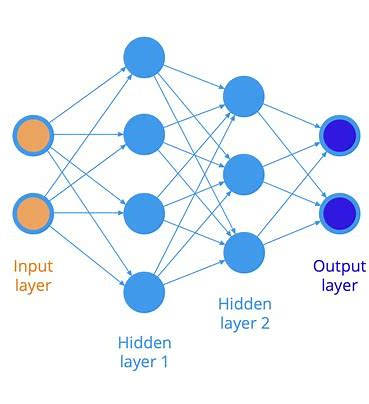 Input
layer
Hidden
layer 1
Hidden
layer 2
Output
layer